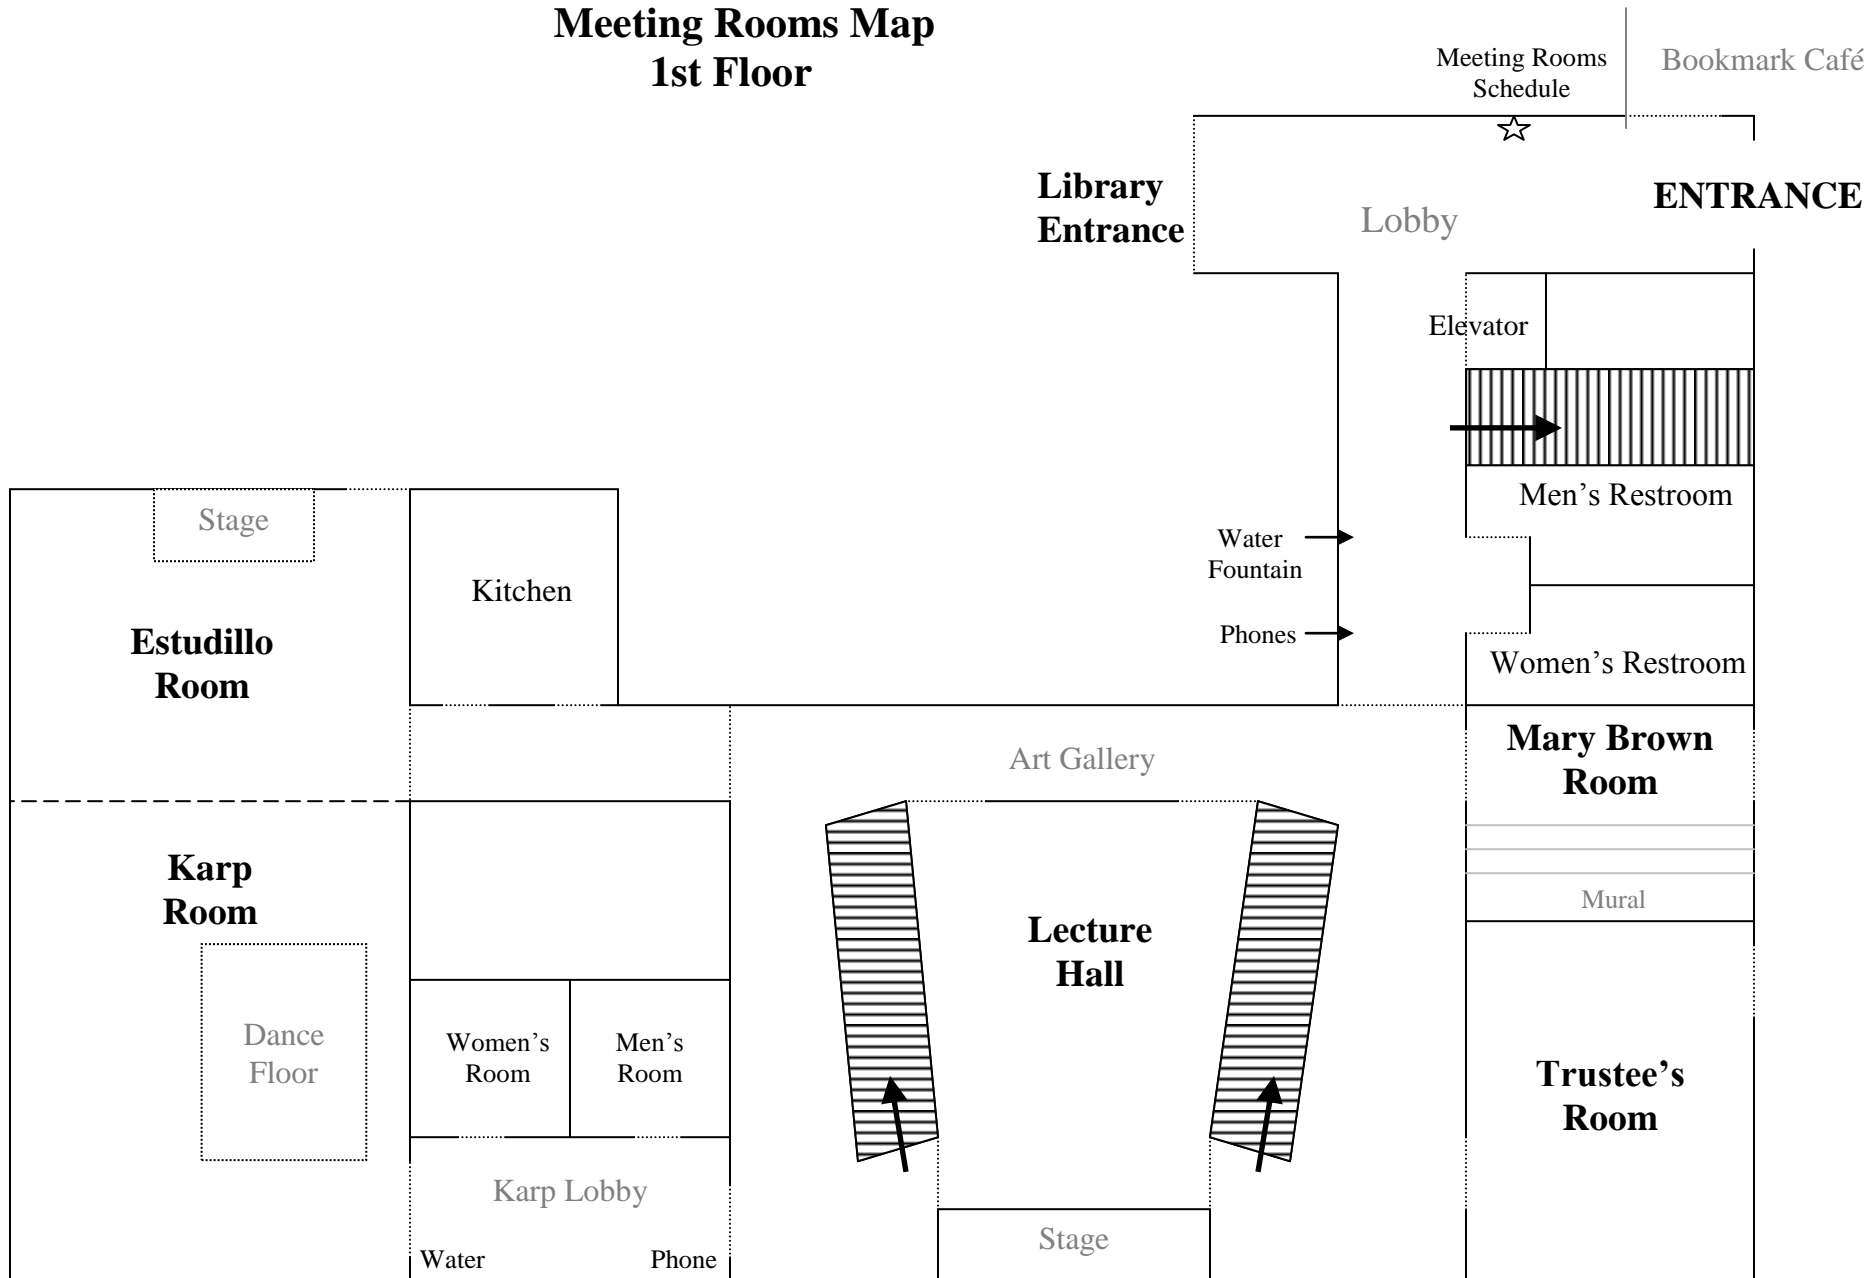 Meeting Rooms Map
1st Floor
Meeting Rooms
Schedule
Bookmark Café
Library
Entrance
Lobby
ENTRANCE
Elevator
Men’s Restroom
Water
Fountain
Phones
Women’s Restroom
Stage
Kitchen
Estudillo
Room
Art Gallery
Mary Brown
Room
Karp
Room
Mural
Lecture
Hall
Dance
Floor
Women’s
Room
Men’s
Room
Trustee’s
Room
Karp Lobby
Stage
Water
Phone